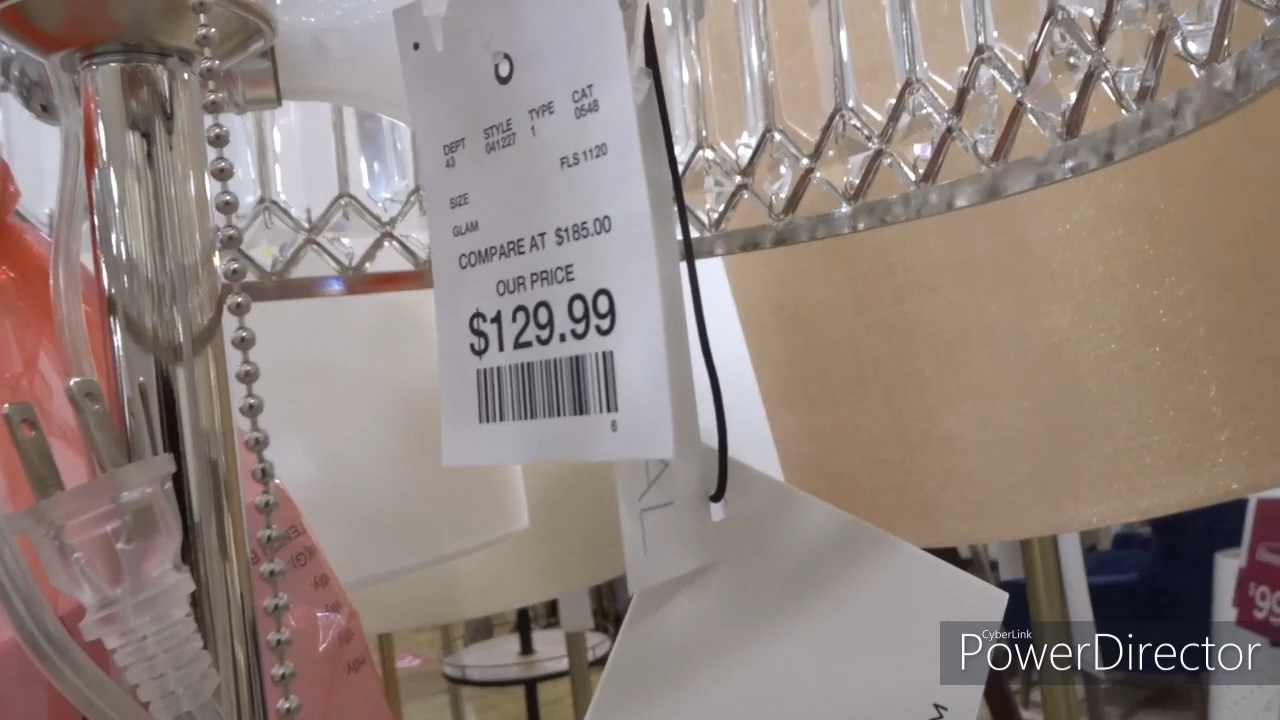 DEPT STYLE TYPE CAT
43 041227 1 0548
FLS 1120
SIZE
GLAM
COMPARE AT $185.00
OUR PRICE
$129.99
6
CyberLink
PowerDirector